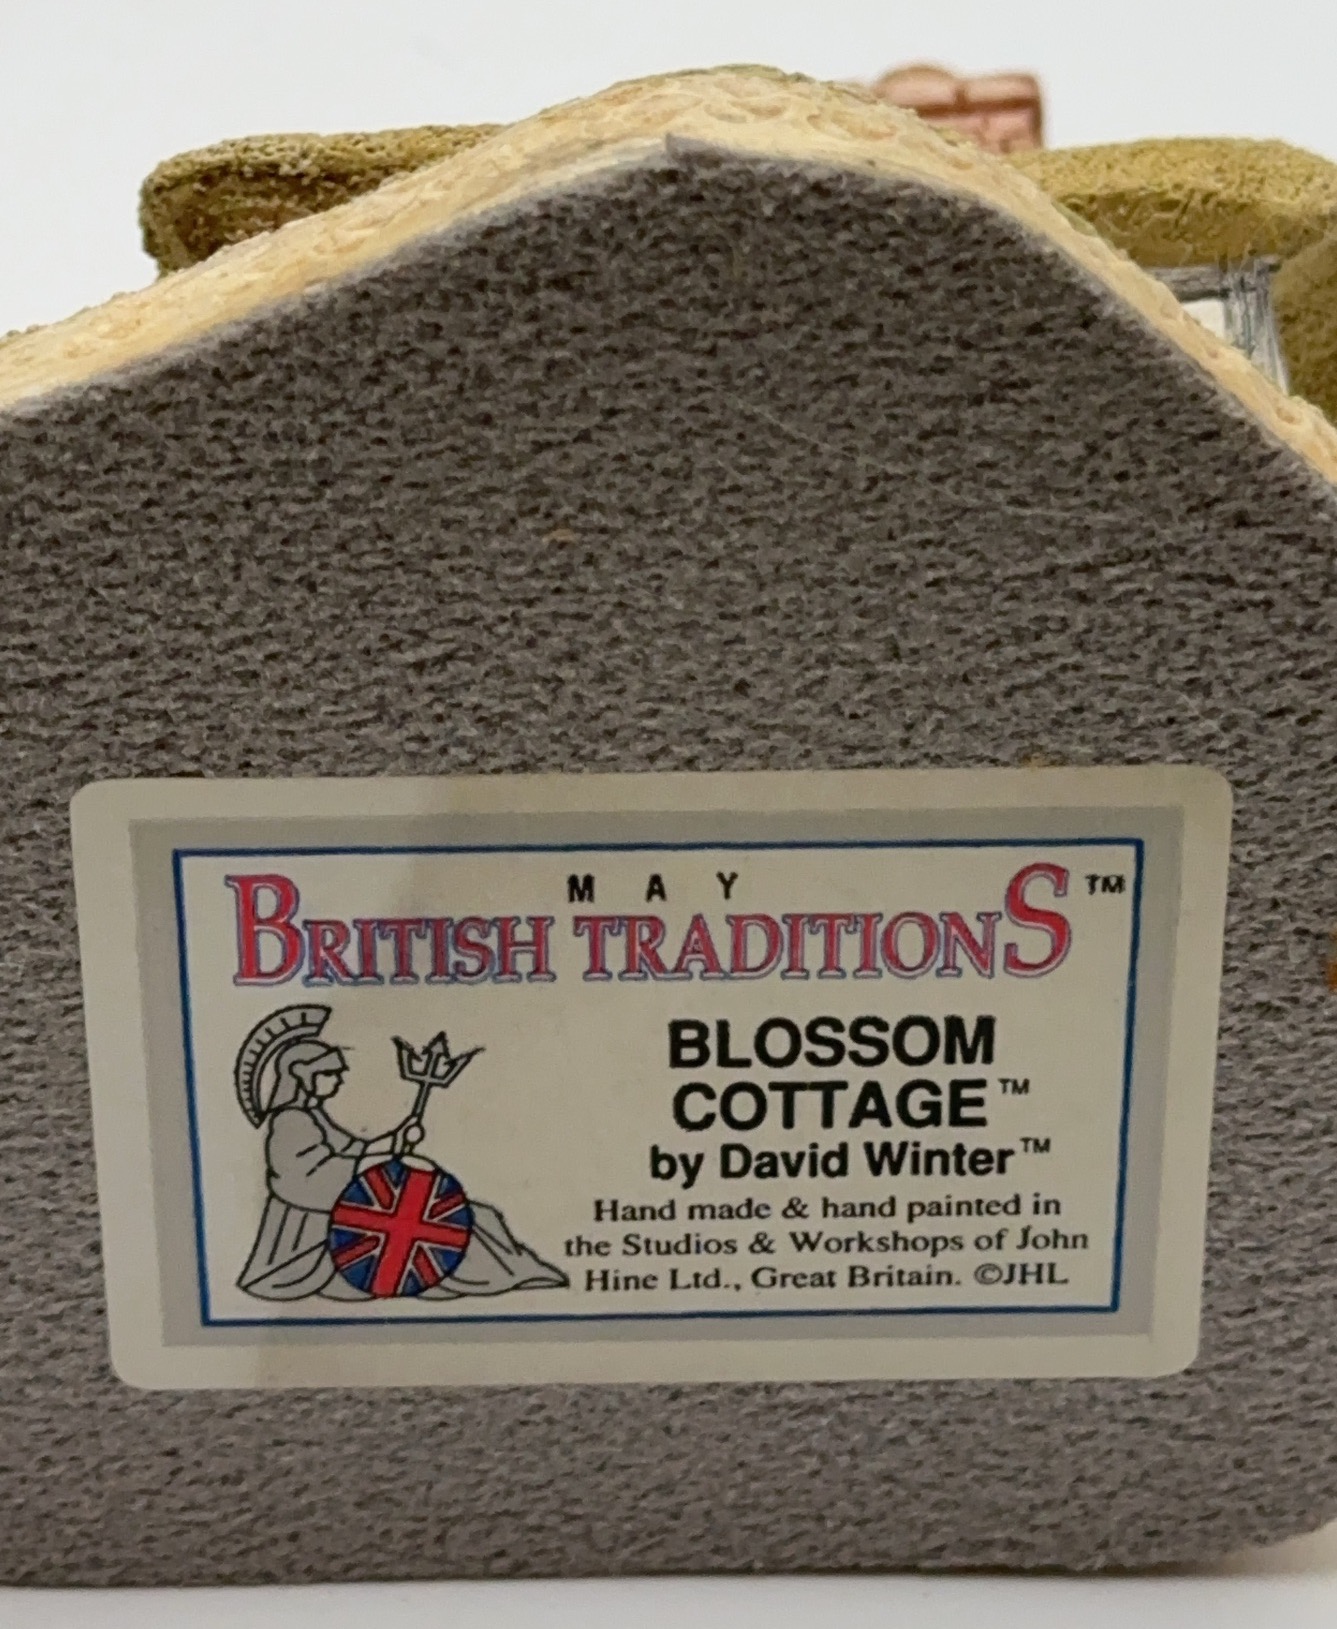 MAY
BRITISH TRADITIONS™
BLOSSOM
COTTAGE™
by David Winter™
Hand made & hand painted in
the Studios & Workshops of John
Hine Ltd., Great Britain. ©JHL